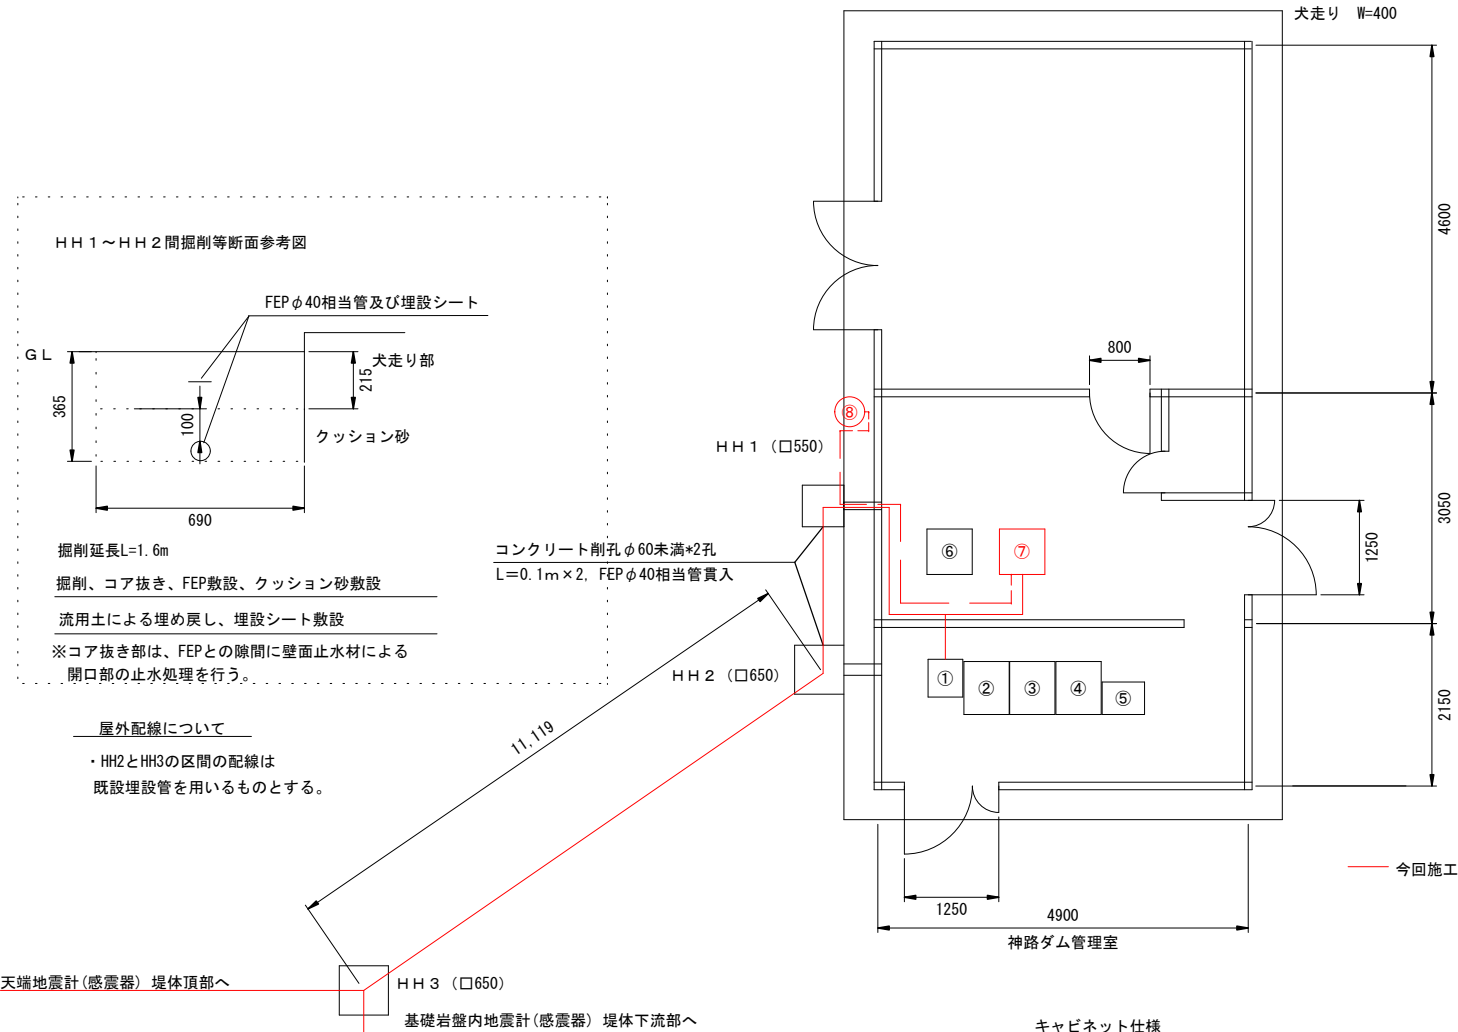 犬走り W=400
HH1～HH2間掘削等断面参考図
FEPφ40相当管及び埋設シート
GL
犬走り部
365
215
100
クッション砂
690
掘削延長L=1.6m
掘削、コア抜き、FEP敷設、クッション砂敷設
流用土による埋め戻し、埋設シート敷設
※コア抜き部は、FEPとの隙間に壁面止水材による
開口部の止水処理を行う。
屋外配線について
・HH2とHH3の区間の配線は
既設埋設管を用いるものとする。
コンクリート削孔φ60未満*2孔
L=0.1m×2, FEPφ40相当管貫入
HH1 (□550)
HH2 (□650)
11,119
HH3 (□650)
天端地震計(感震器) 堤体頂部へ
基礎岩盤内地震計(感震器) 堤体下流部へ
800
4600
3050
1250
2150
⑧
⑥
⑦
①
②
③
④
⑤
1250
4900
神路ダム管理室
今回施工
キャビネット仕様